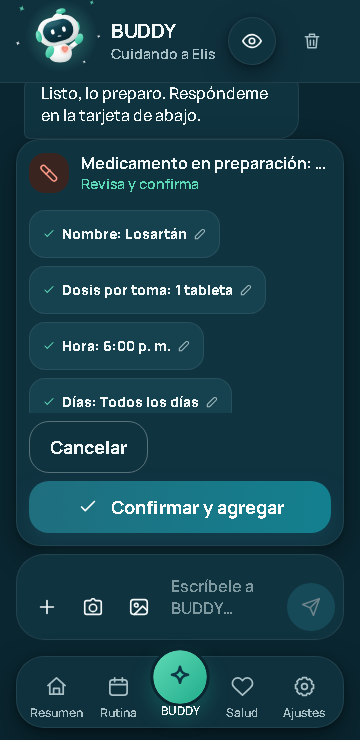 BUDDY
Cuidando a Elis
Listo, lo preparo. Respóndeme
en la tarjeta de abajo.
Medicamento en preparación: ...
Revisa y confirma
Nombre: Losartán
Dosis por toma: 1 tableta
Hora: 6:00 p. m.
Días: Todos los días
Cancelar
Confirmar y agregar
Escríbele a
BUDDY...
Resumen
Rutina
BUDDY
Salud
Ajustes